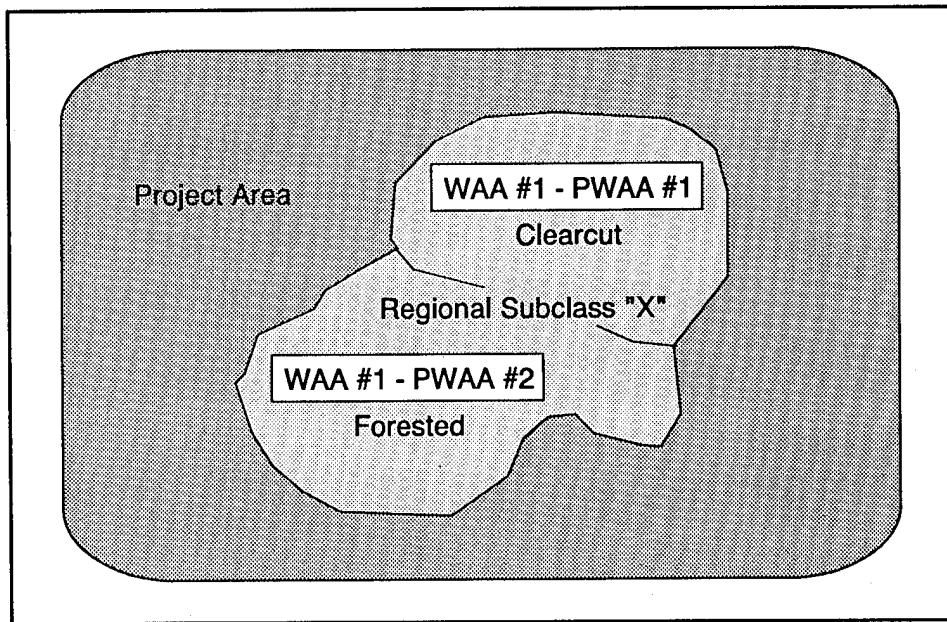 WAA #1 - PWAA #1
Clearcut
Project Area
Regional Subclass "X"
WAA #1 - PWAA #2
Forested